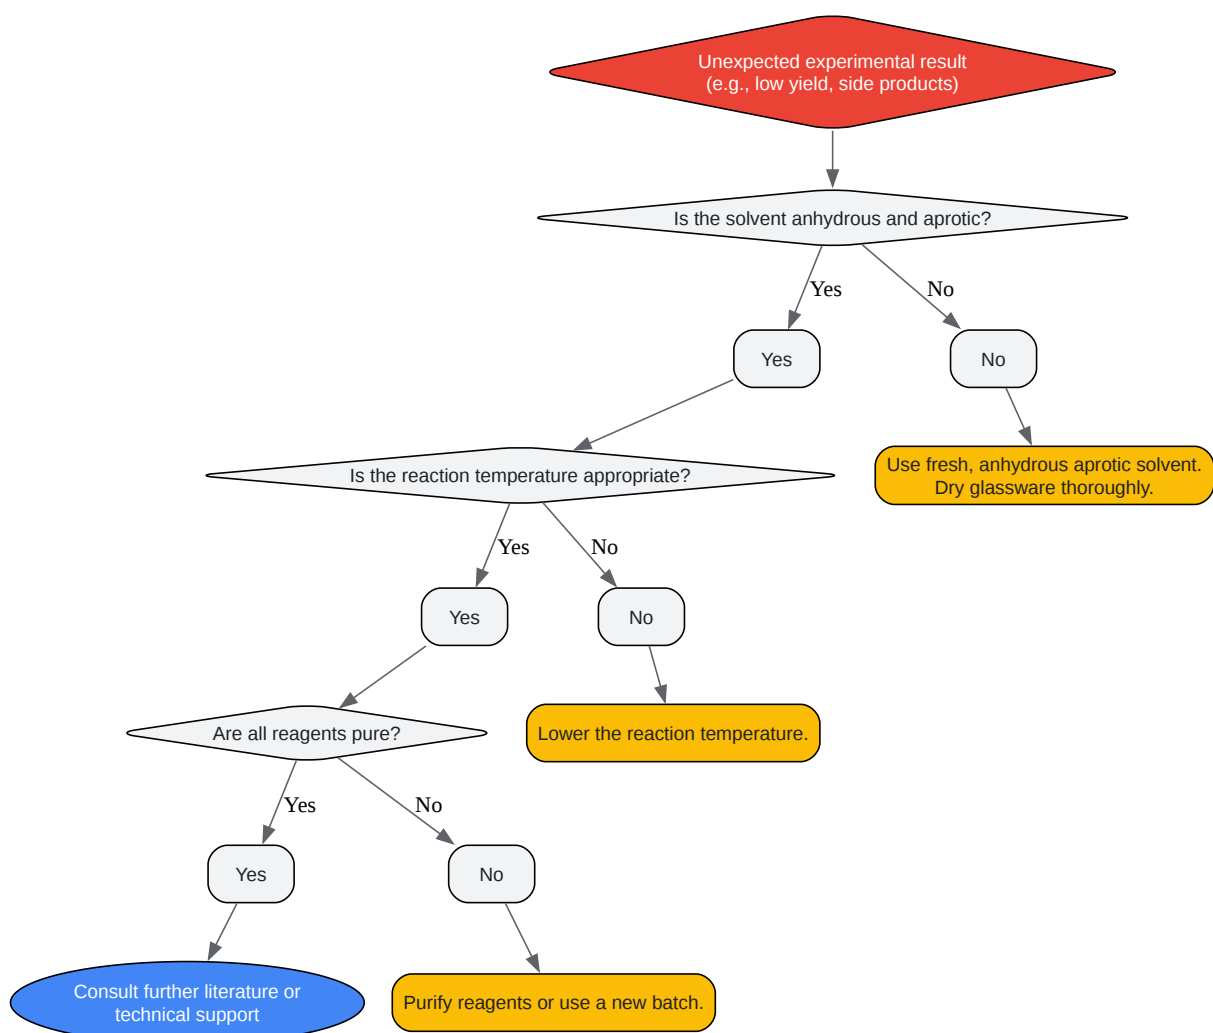 Unexpected experimental result
(e.g., low yield, side products)
Is the solvent anhydrous and aprotic?
Yes
No
Yes
No
Use fresh, anhydrous aprotic solvent.
Dry glassware thoroughly.
Is the reaction temperature appropriate?
Yes
No
Yes
No
Lower the reaction temperature.
Are all reagents pure?
Yes
No
Yes
No
Consult further literature or
technical support
Purify reagents or use a new batch.